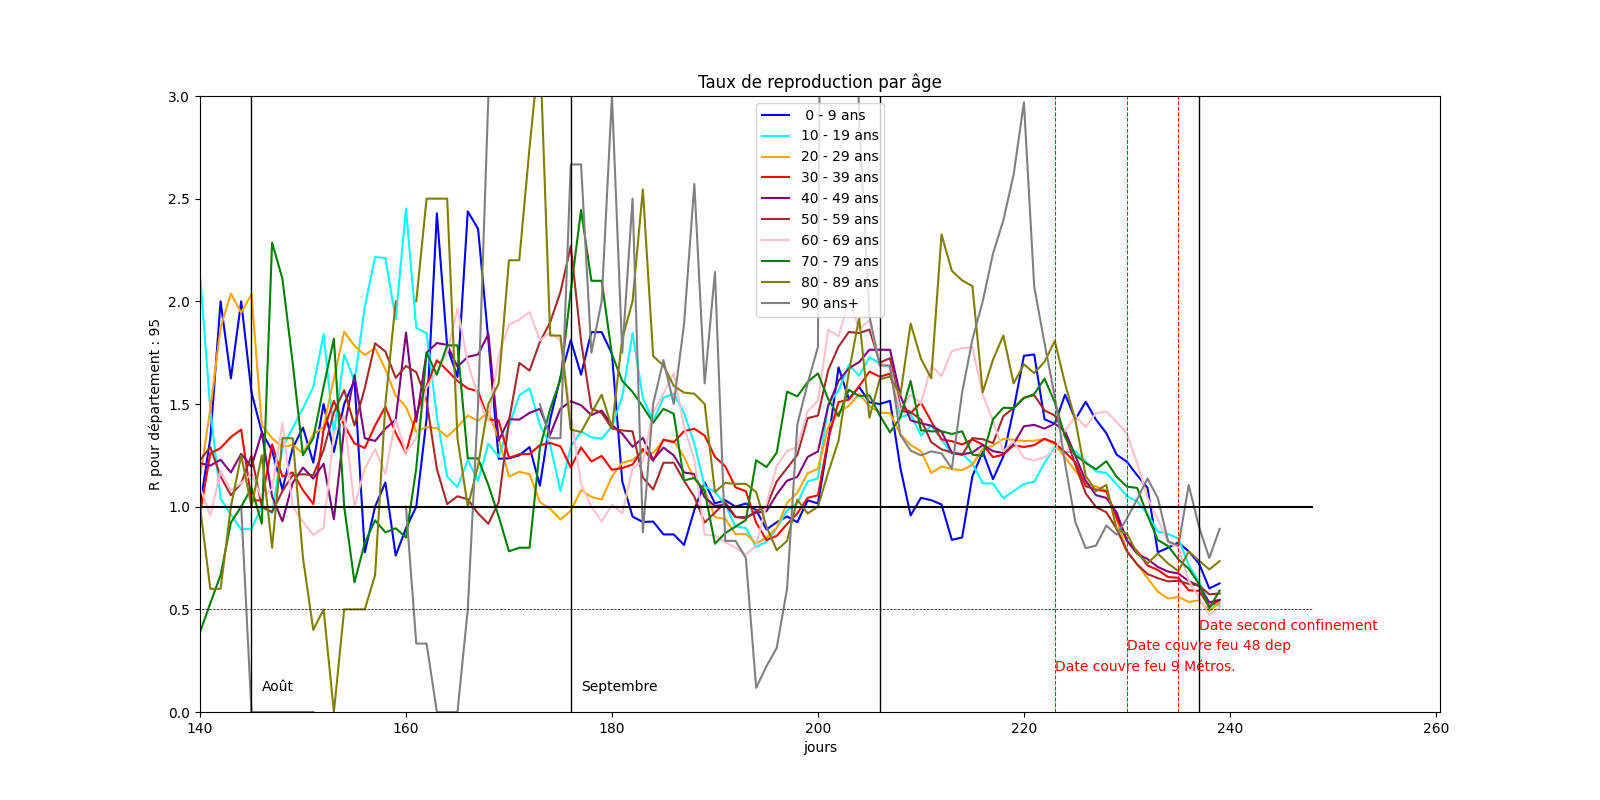 Taux de reproduction par âge
3.0
2.5
2.0
1.5
1.0
0.5
0.0
R pour département : 95
0 - 9 ans
10 - 19 ans
20 - 29 ans
30 - 39 ans
40 - 49 ans
50 - 59 ans
60 - 69 ans
70 - 79 ans
80 - 89 ans
90 ans+
Date second confinement
Date couvre feu 48 dep
Date couvre feu 9 Métros.
Août
Septembre
140
160
180
200
220
240
260
jours